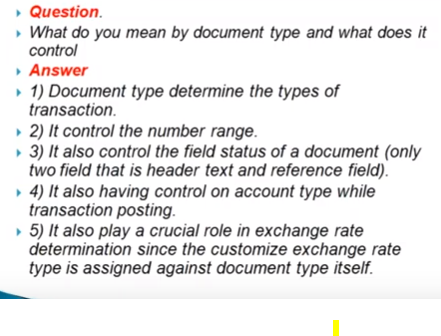 Question.
What do you mean by document type and what does it
control
Answer
1) Document type determine the types of
transaction.
2) It control the number range.
3) It also control the field status of a document (only
two field that is header text and reference field).
4) It also having control on account type while
transaction posting.
5) It also play a crucial role in exchange rate
determination since the customize exchange rate
type is assigned against document type itself.